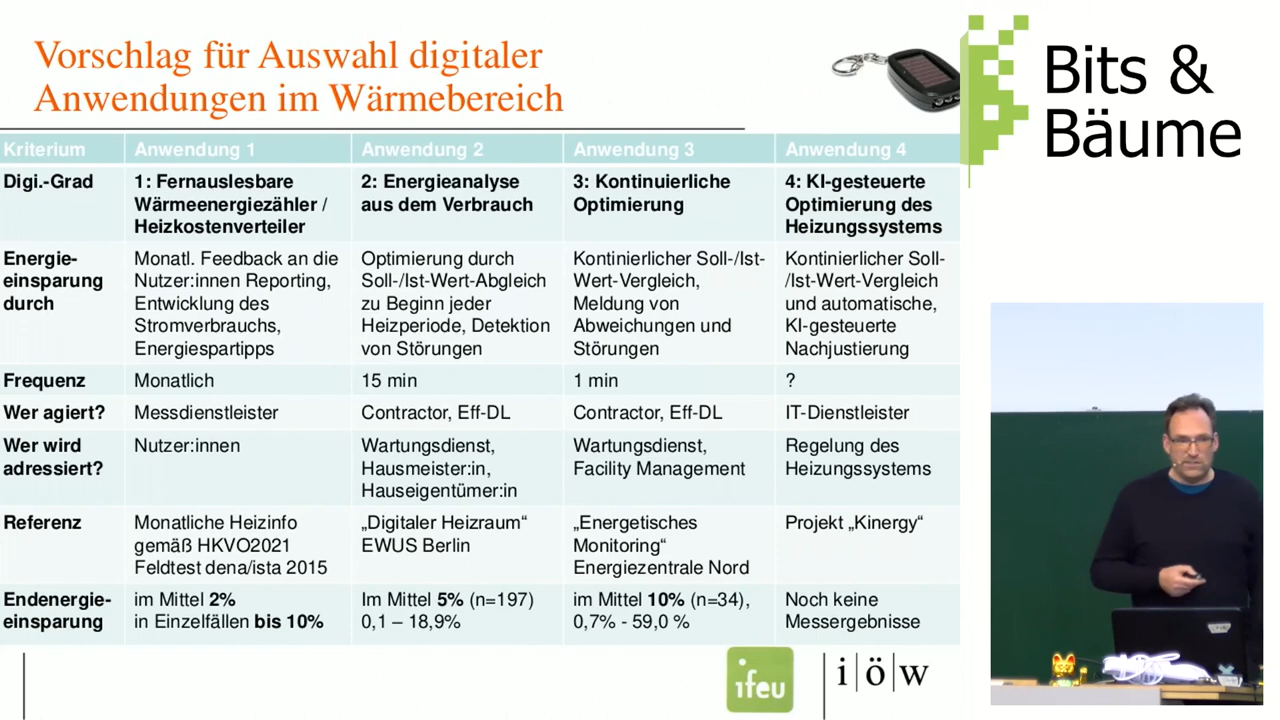 Vorschlag für Auswahl digitaler
Anwendungen im Wärmebereich
Bits &
Bäume
Kriterium
Anwendung 1
Anwendung 2
Anwendung 3
Anwendung 4
Digi.-Grad
1: Fernauslesbare
Wärmeenergiezähler /
Heizkostenverteiler
2: Energieanalyse
aus dem Verbrauch
3: Kontinuierliche
Optimierung
4: KI-gesteuerte
Optimierung des
Heizungssystems
Energie-
einsparung
durch
Monatl. Feedback an die
Nutzer:innen Reporting,
Entwicklung des
Stromverbrauchs,
Energiespartipps
Optimierung durch
Soll-/Ist-Wert-Abgleich
zu Beginn jeder
Heizperiode, Detektion
von Störungen
Kontinierlicher Soll-/Ist-
Wert-Vergleich,
Meldung von
Abweichungen und
Störungen
Kontinierlicher Soll-
/Ist-Wert-Vergleich
und automatische,
KI-gesteuerte
Nachjustierung
Frequenz
Monatlich
15 min
1 min
?
Wer agiert?
Messdienstleister
Contractor, Eff-DL
Contractor, Eff-DL
IT-Dienstleister
Wer wird
adressiert?
Nutzer:innen
Wartungsdienst,
Hausmeister:in,
Hauseigentümer:in
Wartungsdienst,
Facility Management
Regelung des
Heizungssystems
Referenz
Monatliche Heizinfo
gemäß HKVO2021
Feldtest dena/ista 2015
„Digitaler Heizraum“
EWUS Berlin
„Energetisches
Monitoring“
Energiezentrale Nord
Projekt „Kinergy“
Endenergie-
einsparung
im Mittel 2%
in Einzelfällen bis 10%
Im Mittel 5% (n=197)
0,1 – 18,9%
im Mittel 10% (n=34),
0,7% - 59,0 %
Noch keine
Messergebnisse
ifeu
i|ö|w